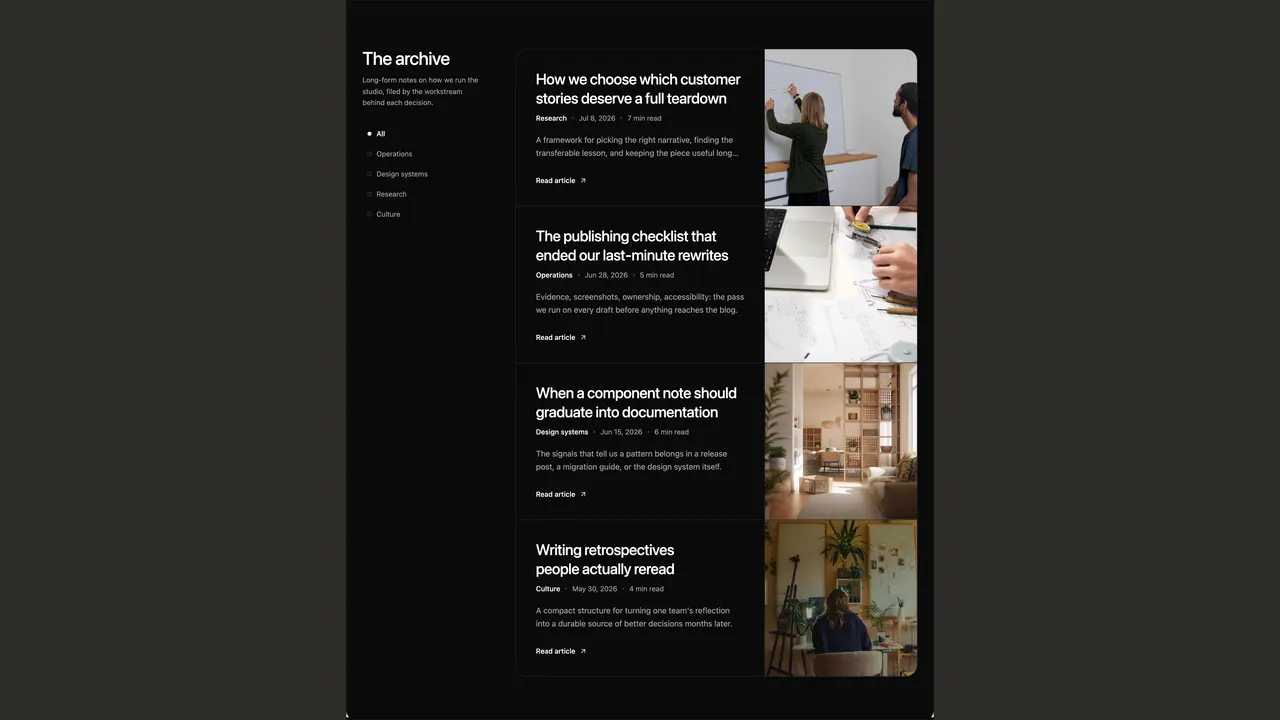 The archive
Long-form notes on how we run the
studio, filed by the workstream
behind each decision.
All
Operations
Design systems
Research
Culture
How we choose which customer
stories deserve a full teardown
Research • Jul 8, 2026 • 7 min read
A framework for picking the right narrative, finding the
transferable lesson, and keeping the piece useful long...
Read article
The publishing checklist that
ended our last-minute rewrites
Operations • Jun 28, 2026 • 5 min read
Evidence, screenshots, ownership, accessibility: the pass
we run on every draft before anything reaches the blog.
Read article
When a component note should
graduate into documentation
Design systems • Jun 15, 2026 • 6 min read
The signals that tell us a pattern belongs in a release
post, a migration guide, or the design system itself.
Read article
Writing retrospectives
people actually reread
Culture • May 30, 2026 • 4 min read
A compact structure for turning one team's reflection
into a durable source of better decisions months later.
Read article